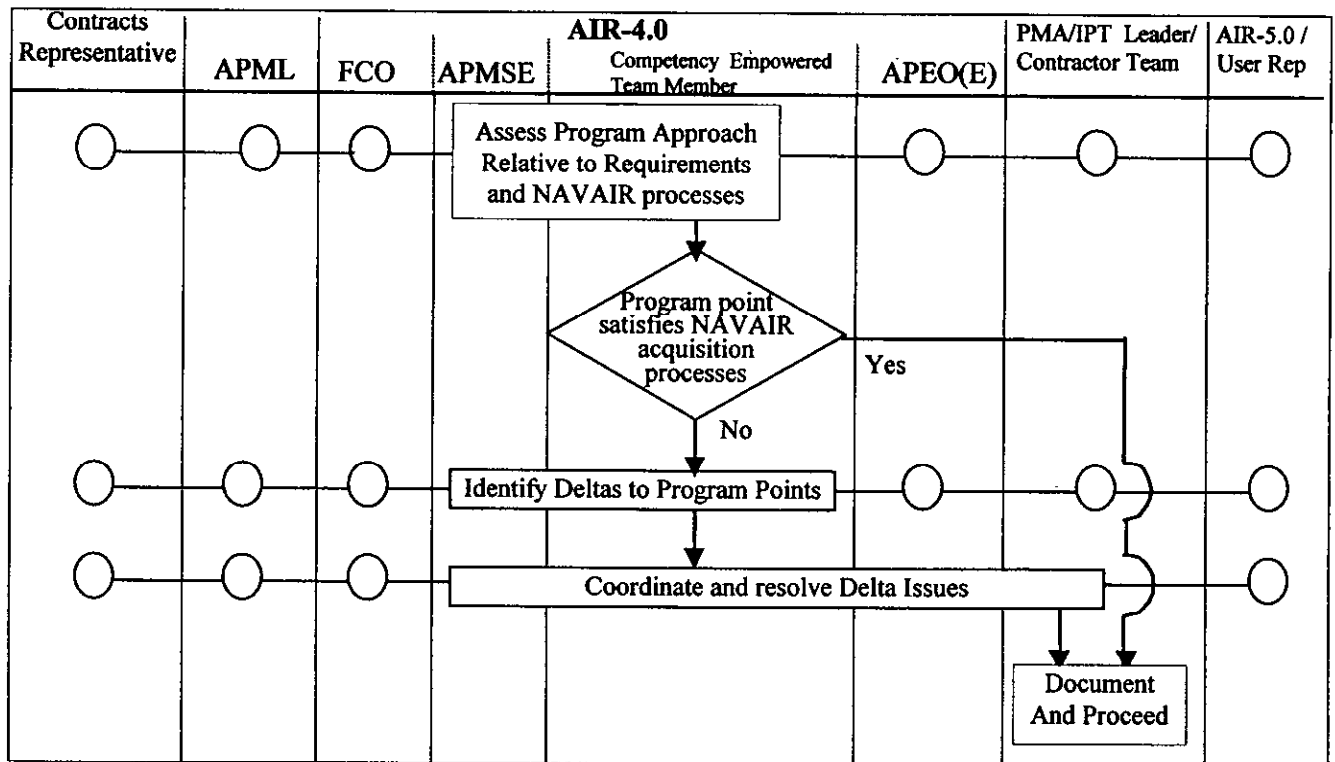 Contracts
Representative
APML
FCO
APMSE
AIR-4.0
Competency Empowered
Team Member
APEO(E)
PMA/IPT Leader/
Contractor Team
AIR-5.0 /
User Rep
Assess Program Approach
Relative to Requirements
and NAVAIR processes
Program point
satisfies NAVAIR
acquisition
processes
Yes
No
Identify Deltas to Program Points
Coordinate and resolve Delta Issues
Document
And Proceed